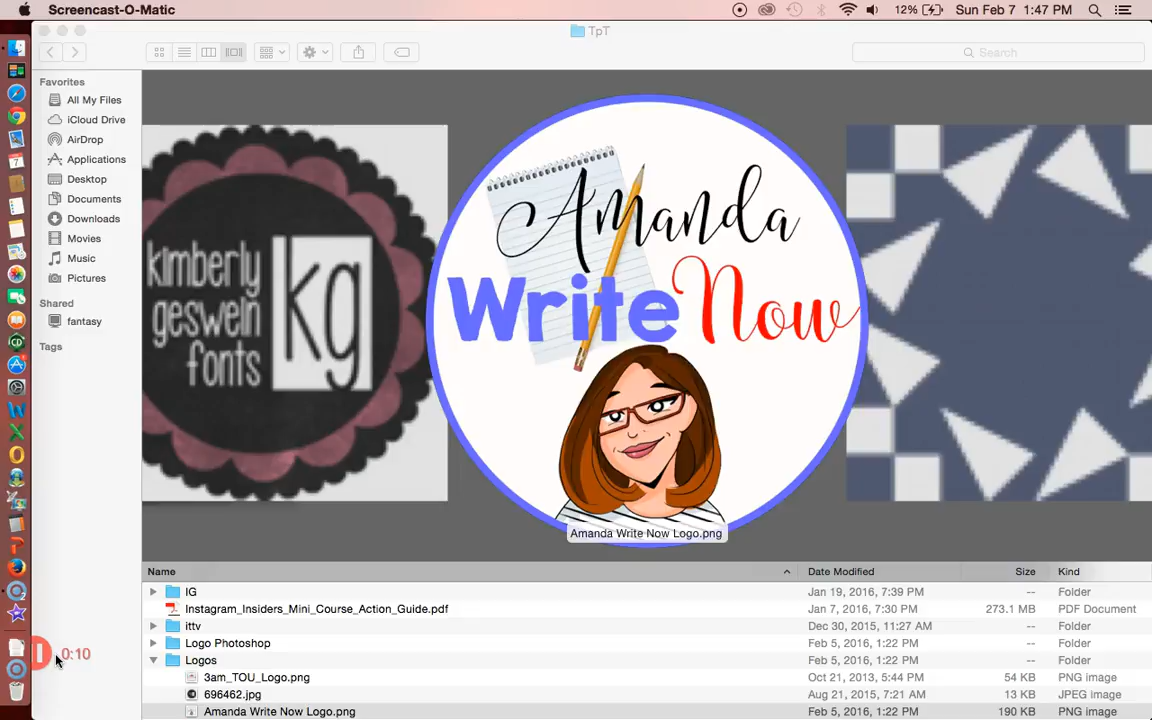 Screencast-O-Matic
12%
Sun Feb 7 1:47 PM
TpT
Search
Favorites
All My Files
iCloud Drive
AirDrop
Applications
Desktop
Documents
Downloads
Movies
Music
Pictures
Shared
fantasy
Tags
kimberly
geswein
fonts
kg
Amanda
Write Now
Amanda Write Now Logo.png
Name Date Modified Size Kind
IG Jan 19, 2016, 7:39 PM -- Folder
Instagram_Insiders_Mini_Course_Action_Guide.pdf Jan 7, 2016, 7:30 PM 273.1 MB PDF Document
ittv Dec 30, 2015, 11:27 AM -- Folder
Logo Photoshop Feb 5, 2016, 1:22 PM -- Folder
Logos Feb 5, 2016, 1:22 PM -- Folder
3am_TOU_Logo.png Oct 21, 2013, 5:44 PM 54 KB PNG image
696462.jpg Aug 21, 2015, 7:21 AM 13 KB JPEG image
Amanda Write Now Logo.png Feb 5, 2016, 1:22 PM 190 KB PNG image
0:10